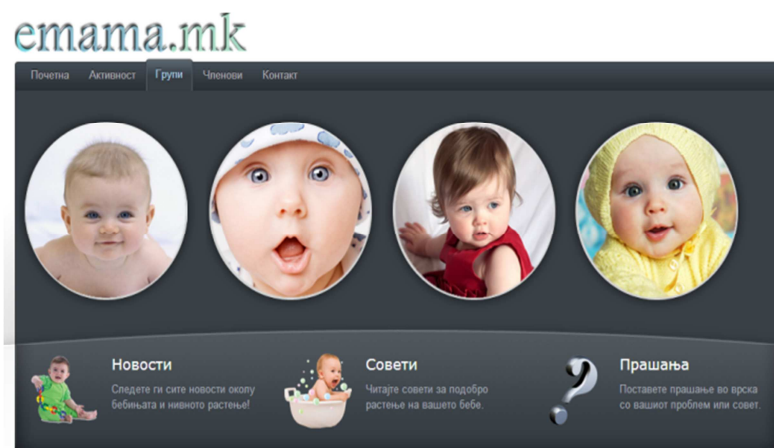 emama.mk
Почетна Активност Групи Членови Контакт
Новости Совети Прашања
Следете ги сите новости околу Читајте совети за подобро Поставете прашање во врска
бебињата и нивното растење! растење на вашето бебе. со вашиот проблем или совет.